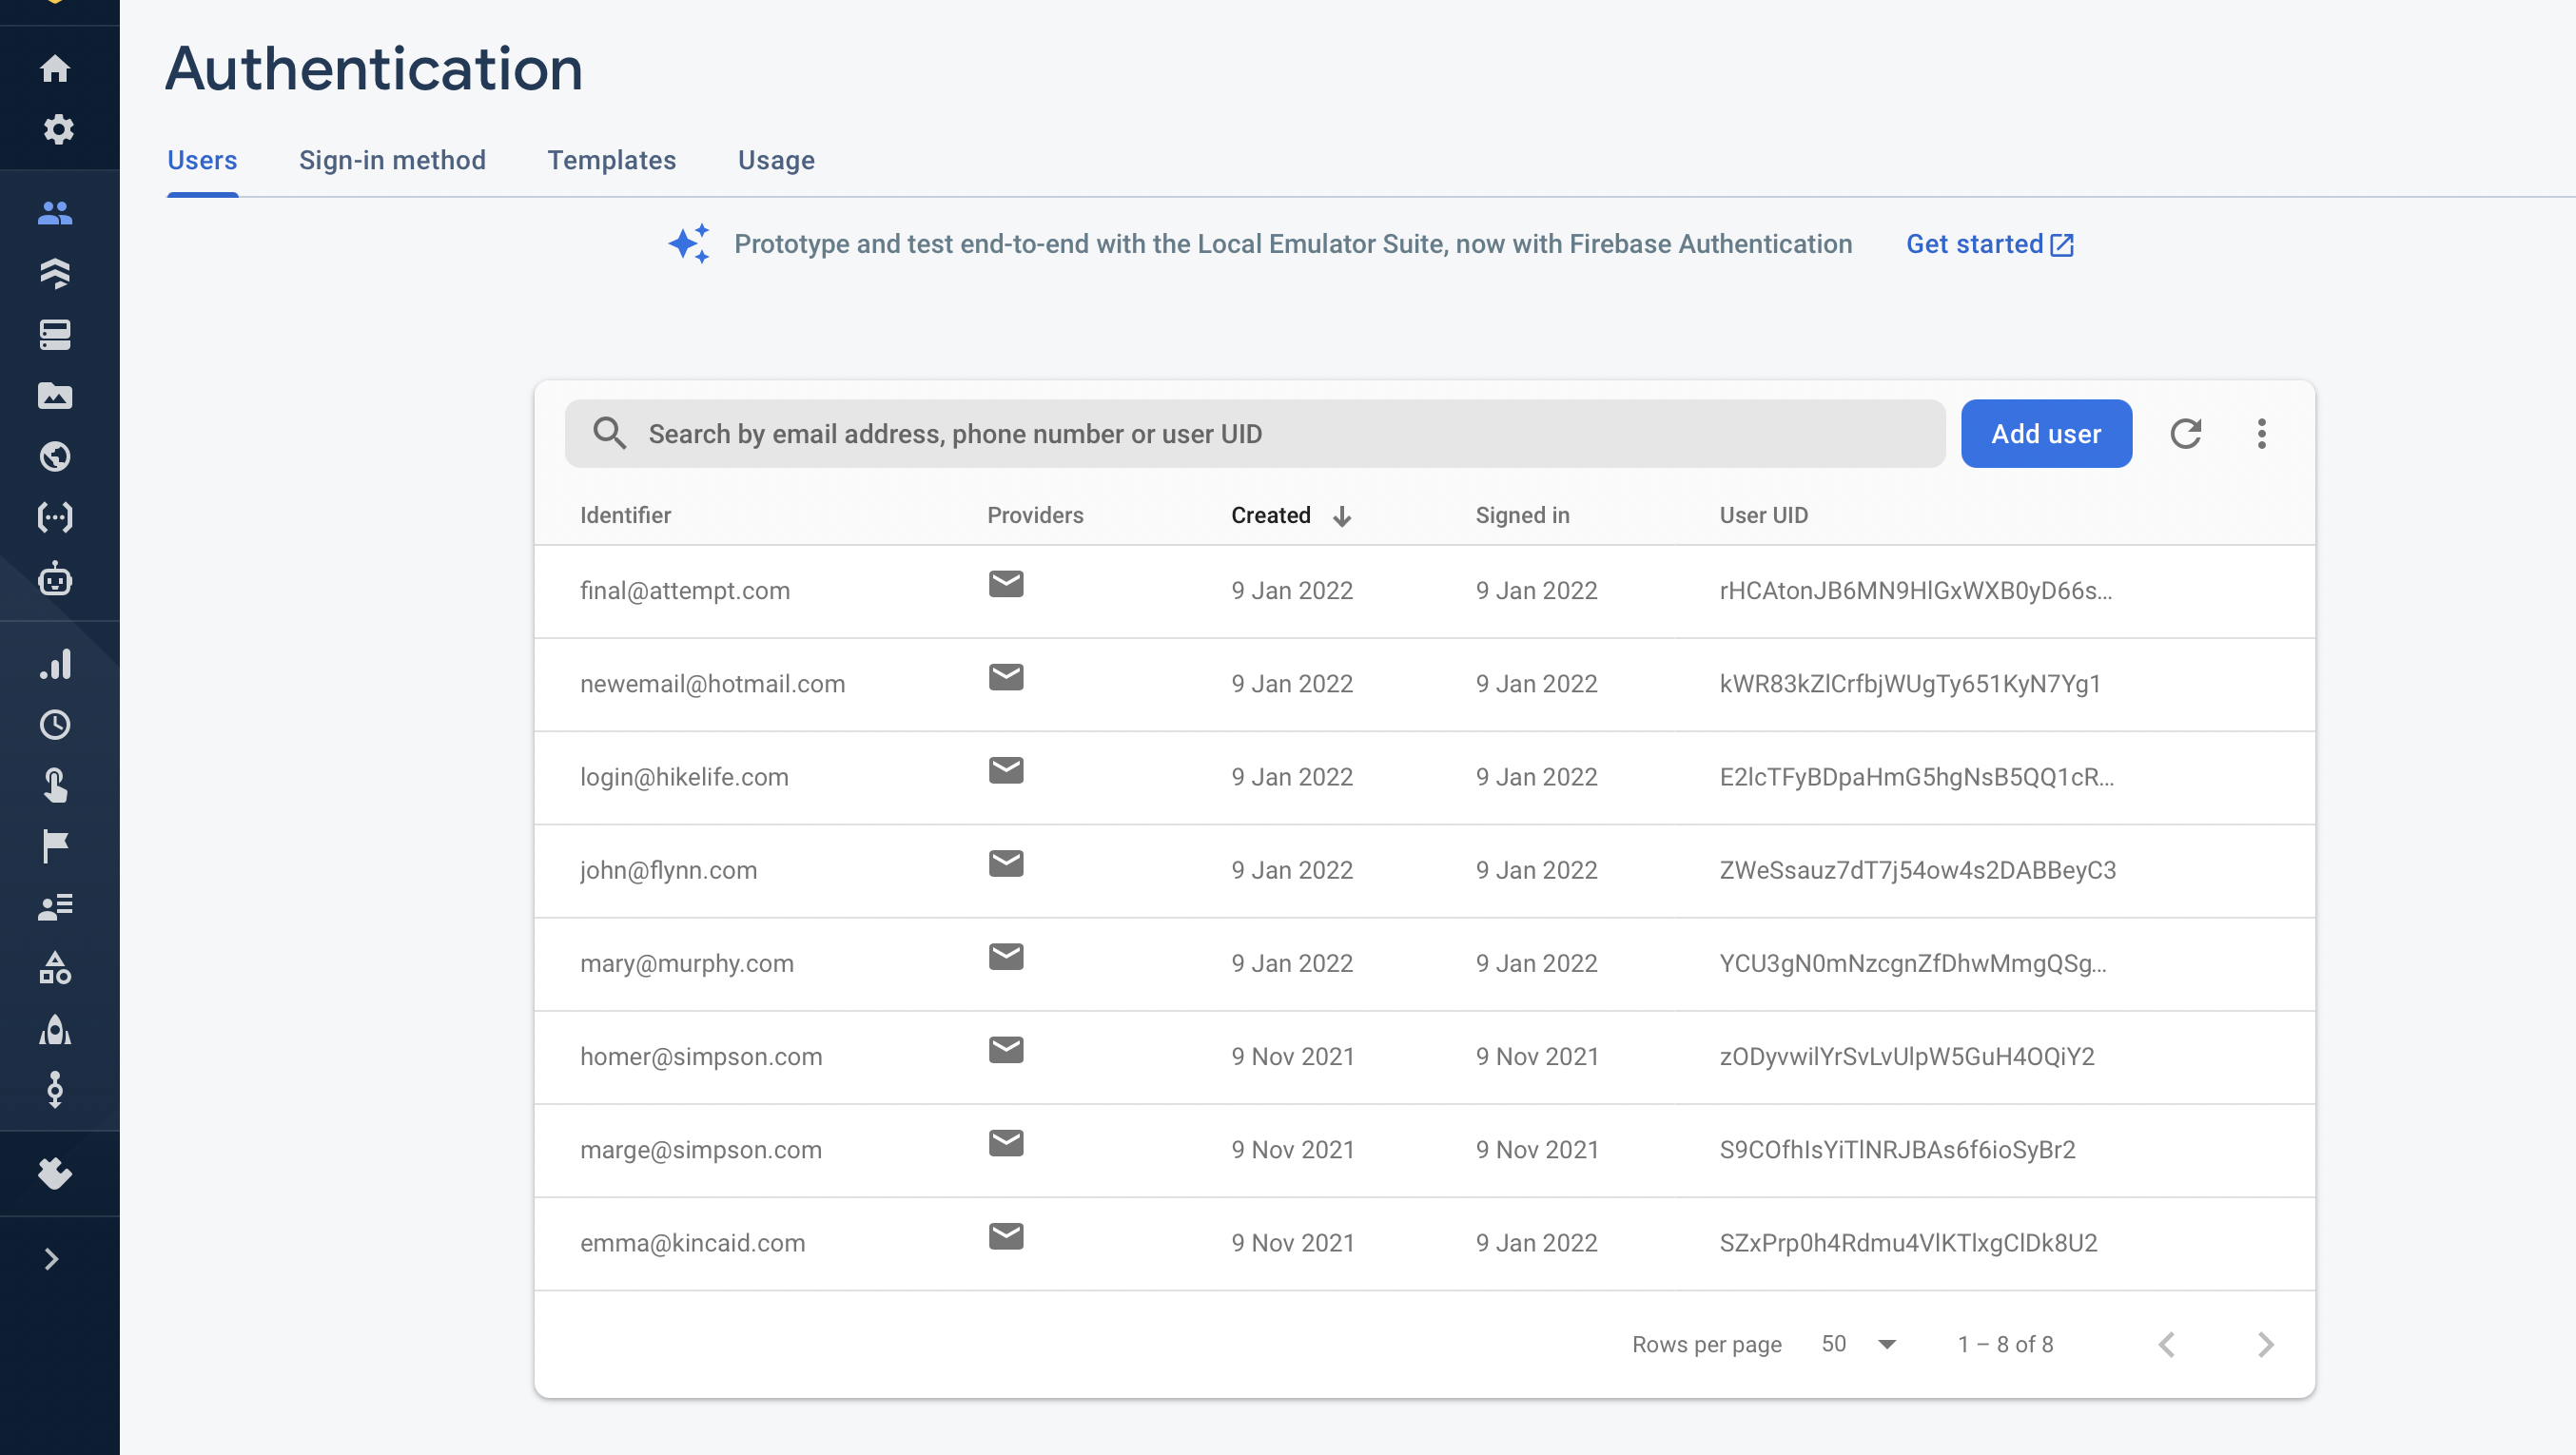 Authentication
Users Sign-in method Templates Usage
Prototype and test end-to-end with the Local Emulator Suite, now with Firebase Authentication Get started
Search by email address, phone number or user UID Add user
Identifier Providers Created Signed in User UID
final@attempt.com 9 Jan 2022 9 Jan 2022 rHCAtonJB6MN9HlGxWXB0yD66s...
newemail@hotmail.com 9 Jan 2022 9 Jan 2022 kWR83kZlCrfbjWUgTy651KyN7Yg1
login@hikelife.com 9 Jan 2022 9 Jan 2022 E2lcTFyBDpaHmG5hgNsB5QQ1cR...
john@flynn.com 9 Jan 2022 9 Jan 2022 ZWeSsauz7dT7j54ow4s2DABBeyC3
mary@murphy.com 9 Jan 2022 9 Jan 2022 YCU3gN0mNzcgnZfDhwMmgQSg...
homer@simpson.com 9 Nov 2021 9 Nov 2021 zODyvwilYrSvLvUlpW5GuH4OQiY2
marge@simpson.com 9 Nov 2021 9 Nov 2021 S9COfhIsYiTlNRJBAs6f6ioSyBr2
emma@kincaid.com 9 Nov 2021 9 Jan 2022 SZxPrp0h4Rdmu4VlKTlxgClDk8U2
Rows per page 50 1 – 8 of 8